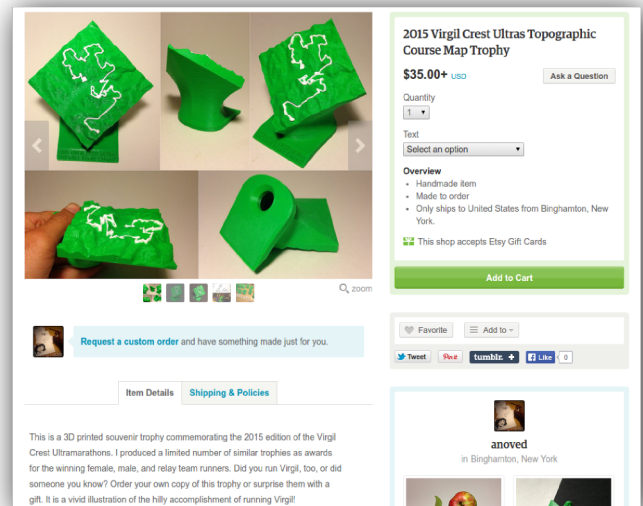 2015 Virgil Crest Ultras Topographic
Course Map Trophy
$35.00+ USD
Ask a Question
Quantity
1
Text
Select an option
Overview
• Handmade item
• Made to order
• Only ships to United States from Binghamton, New
York.
This shop accepts Etsy Gift Cards
Add to Cart
zoom
Favorite
Add to
Tweet
Pin it
tumblr. +
Like
0
Request a custom order and have something made just for you.
Item Details
Shipping & Policies
This is a 3D printed souvenir trophy commemorating the 2015 edition of the Virgil
Crest Ultramarathons. I produced a limited number of similar trophies as awards
for the winning female, male, and relay team runners. Did you run Virgil, too, or did
someone you know? Order your own copy of this trophy or surprise them with a
gift. It is a vivid illustration of the hilly accomplishment of running Virgil!
anoved
in Binghamton, New York